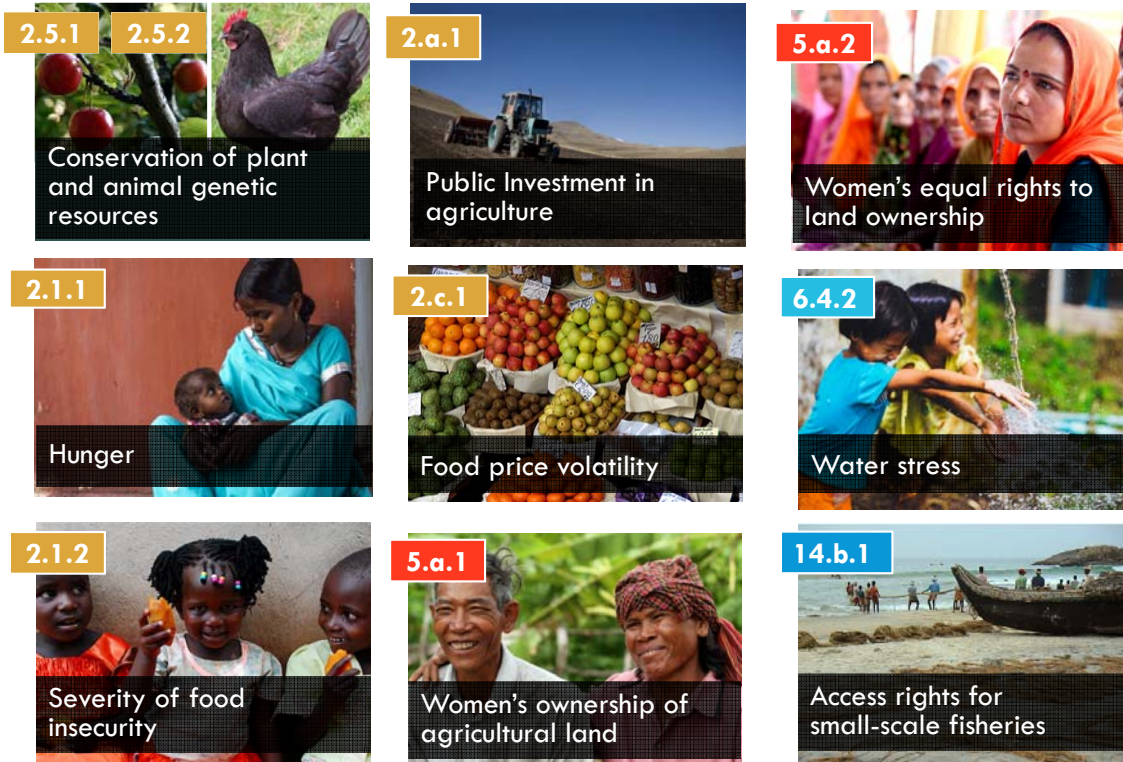 2.5.1 2.5.2
Conservation of plant
and animal genetic
resources
2.a.1
Public Investment in
agriculture
5.a.2
Women's equal rights to
land ownership
2.1.1
Hunger
2.c.1
Food price volatility
6.4.2
Water stress
2.1.2
Severity of food
insecurity
5.a.1
Women's ownership of
agricultural land
14.b.1
Access rights for
small-scale fisheries